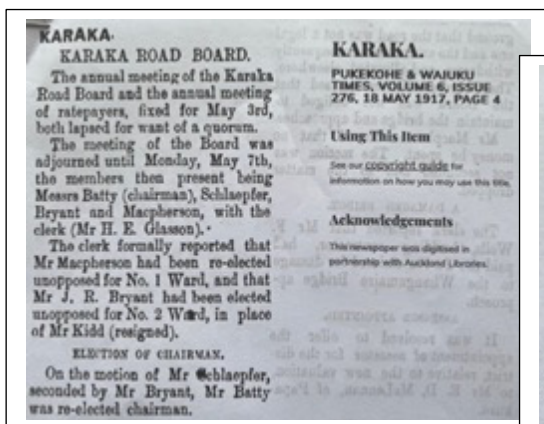 KARAKA.
KARAKA ROAD BOARD.
The annual meeting of the Karaka
Road Board and the annual meeting
of ratepayers, fixed for May 3rd,
both lapsed for want of a quorum.
The meeting of the Board was
adjourned until Monday, May 7th,
the members then present being
Messrs Batty (chairman), Schlaepfer,
Bryant and Macpherson, with the
clerk (Mr H. E. Glasson).
The clerk formally reported that
Mr Macpherson had been re-elected
unopposed for No. 1 Ward, and that
Mr J. R. Bryant had been elected
unopposed for No. 2 Ward, in place
of Mr Kidd (resigned).
ELECTION OF CHAIRMAN.
On the motion of Mr Schlaepfer,
seconded by Mr Bryant, Mr Batty
was re-elected chairman.
KARAKA.
PUKEKOHE & WAIUKU
TIMES, VOLUME 6, ISSUE
276, 18 MAY 1917, PAGE 4
Using This Item
See our copyright guide for
information on how you may use this title.
Acknowledgements
This newspaper was digitised in
partnership with Auckland Libraries.